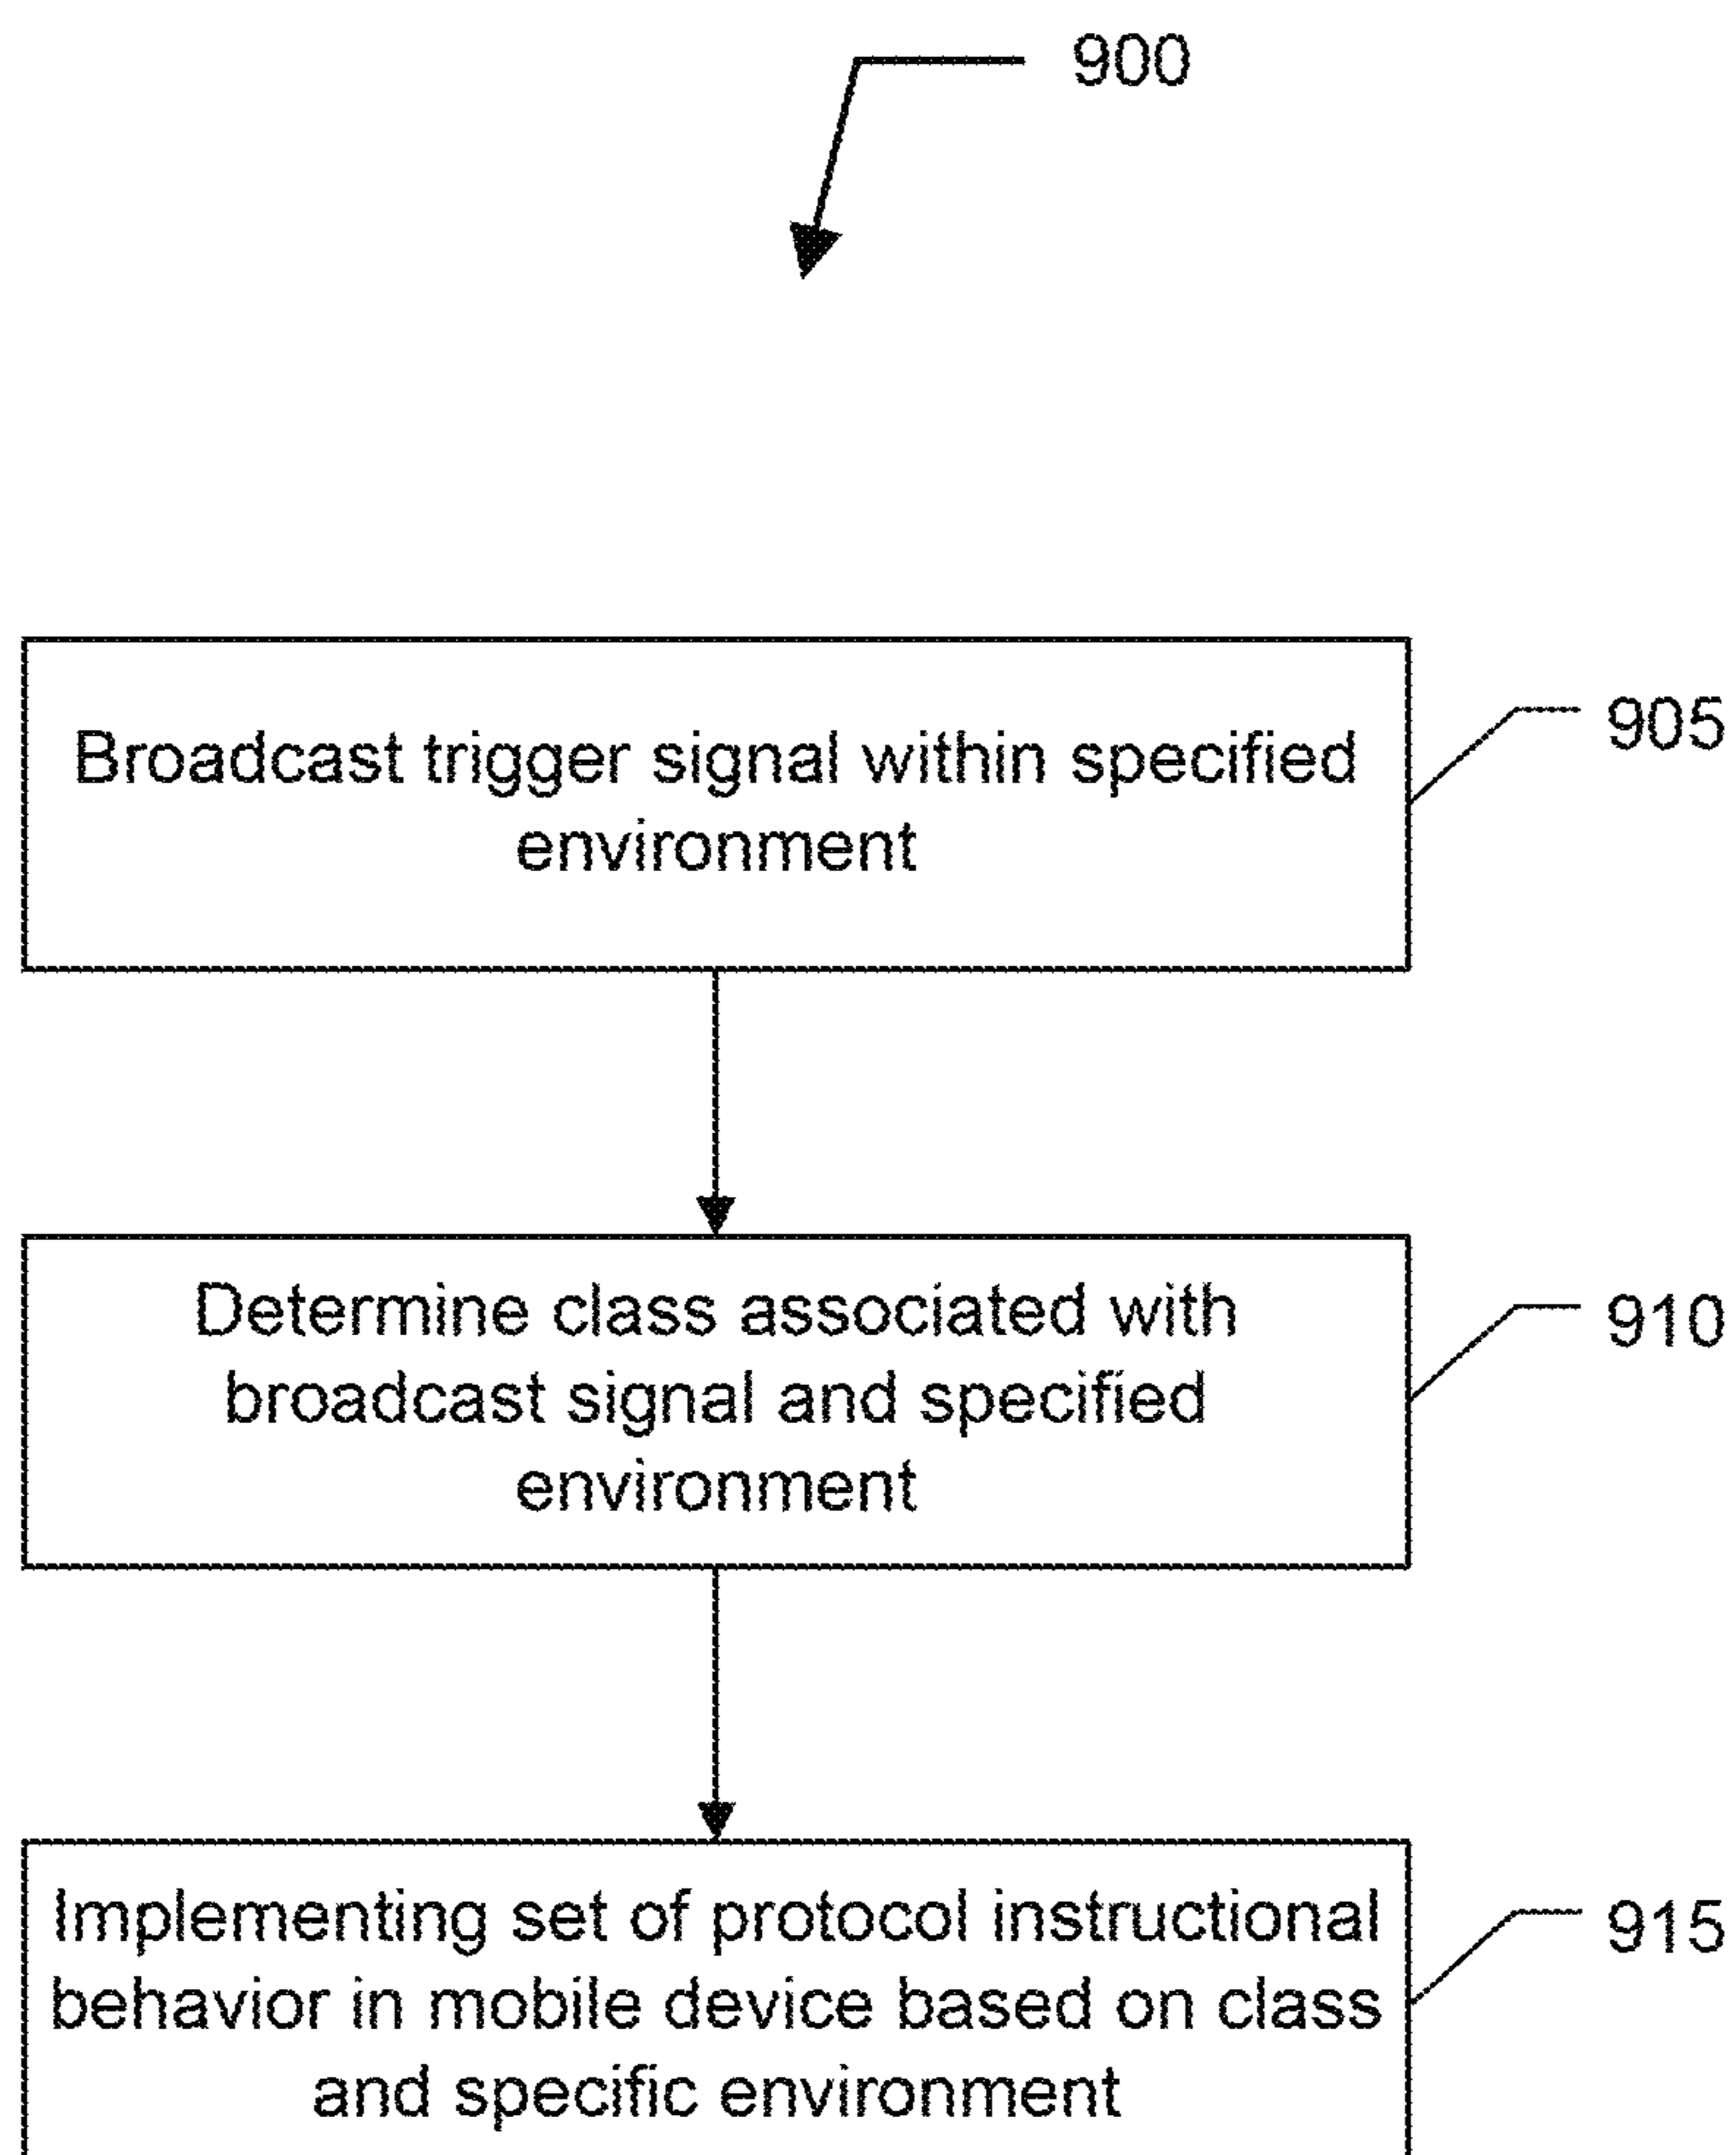 900
Broadcast trigger signal within specified
environment
905
Determine class associated with
broadcast signal and specified
environment
910
Implementing set of protocol instructional
behavior in mobile device based on class
and specific environment
915